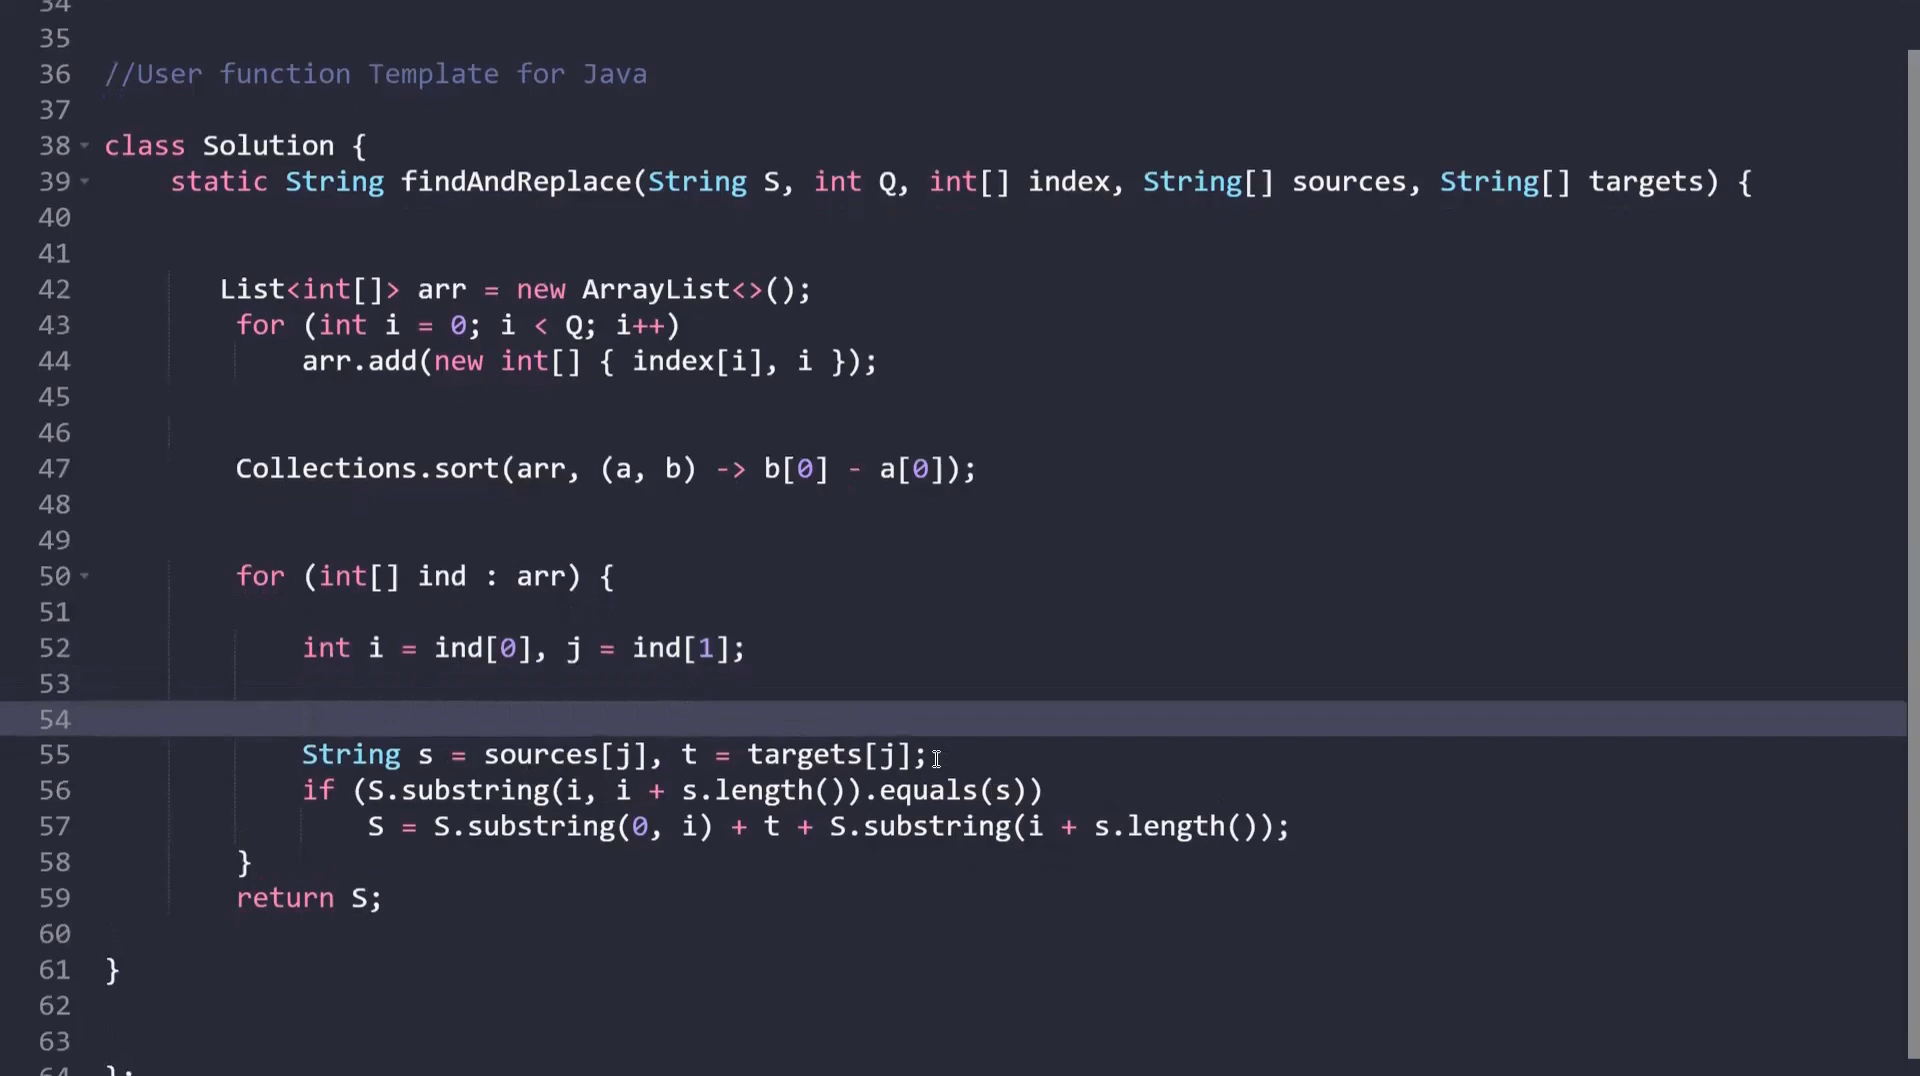 34
35
36 //User function Template for Java
37
38 class Solution {
39 static String findAndReplace(String S, int Q, int[] index, String[] sources, String[] targets) {
40
41
42 List<int[]> arr = new ArrayList<>();
43 for (int i = 0; i < Q; i++)
44 arr.add(new int[] { index[i], i });
45
46
47 Collections.sort(arr, (a, b) -> b[0] - a[0]);
48
49
50 for (int[] ind : arr) {
51
52 int i = ind[0], j = ind[1];
53
54
55 String s = sources[j], t = targets[j];
56 if (S.substring(i, i + s.length()).equals(s))
57 S = S.substring(0, i) + t + S.substring(i + s.length());
58 }
59 return S;
60
61 }
62
63
64 };